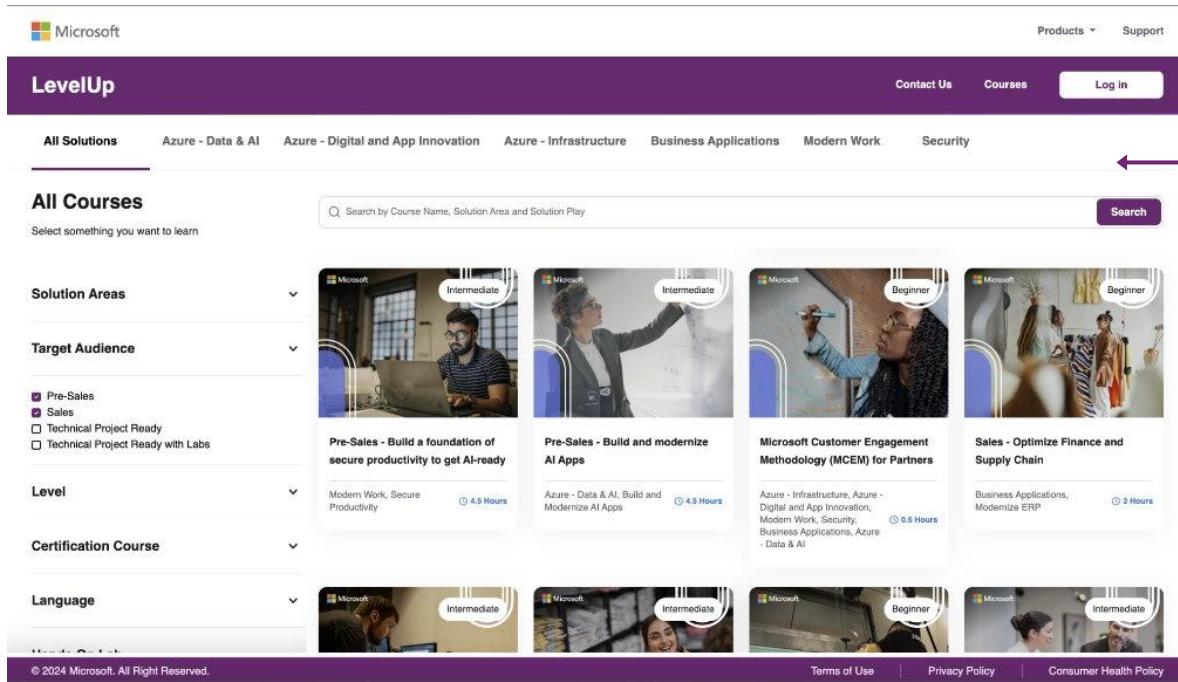 Microsoft
Products
Support
LevelUp
Contact Us
Courses
Log in
All Solutions
Azure - Data & AI
Azure - Digital and App Innovation
Azure - Infrastructure
Business Applications
Modern Work
Security
All Courses
Select something you want to learn
Search by Course Name, Solution Area and Solution Play
Search
Solution Areas
Target Audience
Pre-Sales
Sales
Technical Project Ready
Technical Project Ready with Labs
Level
Certification Course
Language
Microsoft
Intermediate
Pre-Sales - Build a foundation of
secure productivity to get AI-ready
Modern Work, Secure
Productivity
4.5 Hours
Microsoft
Intermediate
Pre-Sales - Build and modernize
AI Apps
Azure - Data & AI, Build and
Modernize AI Apps
4.5 Hours
Microsoft
Beginner
Microsoft Customer Engagement
Methodology (MCEM) for Partners
Azure - Infrastructure, Azure -
Digital and App Innovation,
Modern Work, Security,
Business Applications, Azure
- Data & AI
0.5 Hours
Microsoft
Beginner
Sales - Optimize Finance and
Supply Chain
Business Applications,
Modernize ERP
2 Hours
Microsoft
Intermediate
Microsoft
Intermediate
Microsoft
Beginner
Microsoft
Intermediate
© 2024 Microsoft. All Right Reserved.
Terms of Use
Privacy Policy
Consumer Health Policy